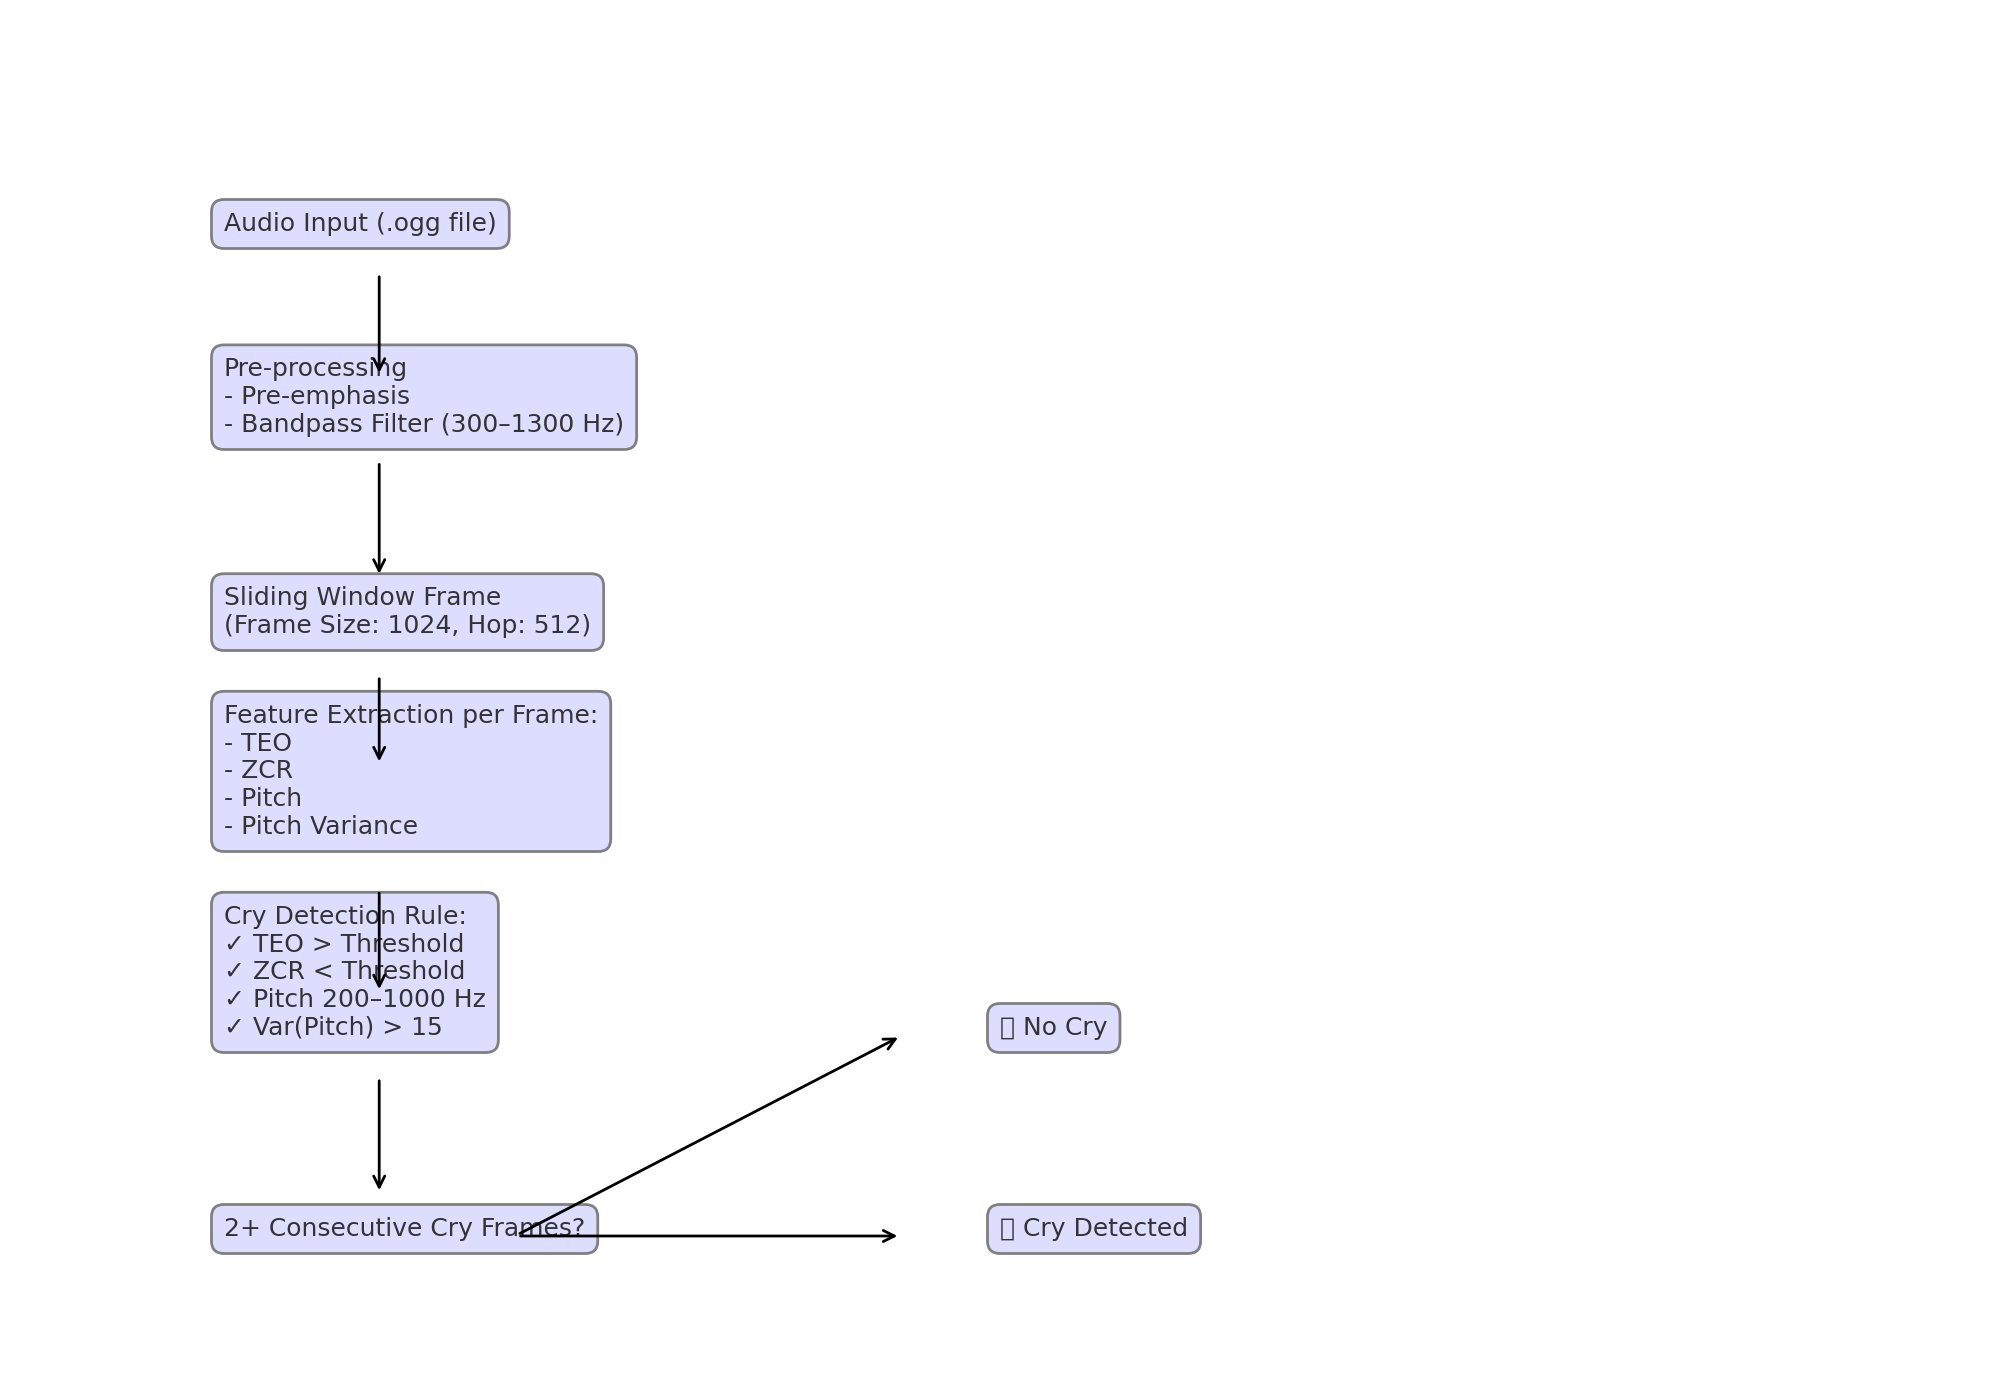 Audio Input (.ogg file)
Pre-processing
- Pre-emphasis
- Bandpass Filter (300–1300 Hz)
Sliding Window Frame
(Frame Size: 1024, Hop: 512)
Feature Extraction per Frame:
- TEO
- ZCR
- Pitch
- Pitch Variance
Cry Detection Rule:
✓ TEO > Threshold
✓ ZCR < Threshold
✓ Pitch 200–1000 Hz
✓ Var(Pitch) > 15
No Cry
2+ Consecutive Cry Frames?
Cry Detected